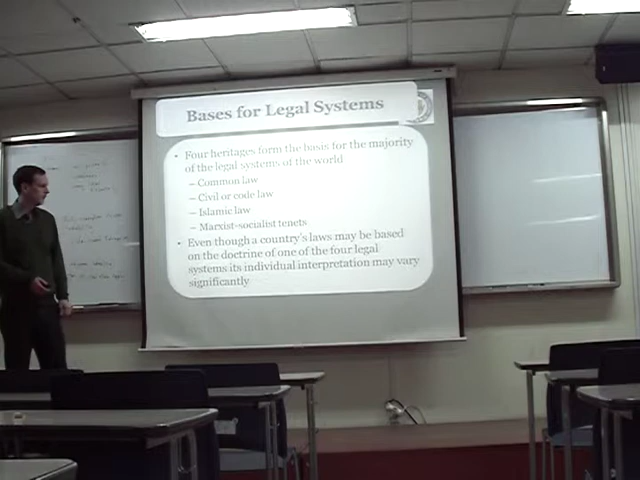 Bases for Legal Systems
• Four heritages form the basis for the majority
of the legal systems of the world
– Common law
– Civil or code law
– Islamic law
– Marxist-socialist tenets
• Even though a country's laws may be based
on the doctrine of one of the four legal
systems its individual interpretation may vary
significantly